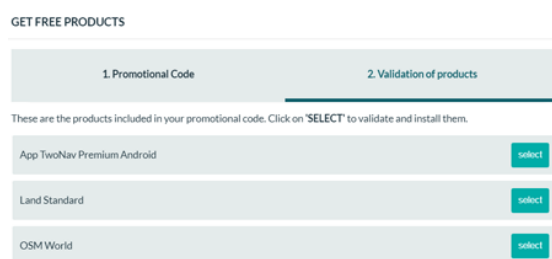 GET FREE PRODUCTS
1. Promotional Code
2. Validation of products
These are the products included in your promotional code. Click on 'SELECT' to validate and install them.
App TwoNav Premium Android
select
Land Standard
select
OSM World
select